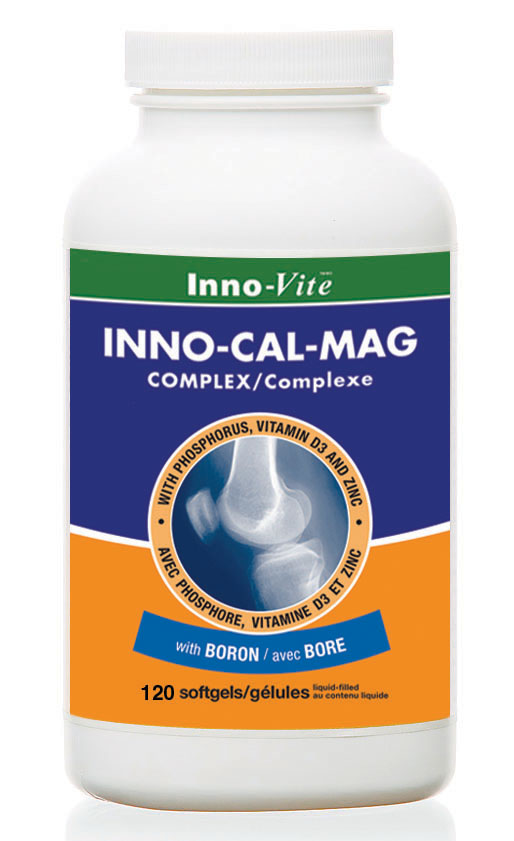 Inno-Vite
INNO-CAL-MAG
COMPLEX/Complexe
• WITH PHOSPHORUS, VITAMIN D3 AND ZINC •
AVEC PHOSPHORE, VITAMINE D3 ET ZINC
with BORON / avec BORE
120 softgels/gélules liquid-filled
au contenu liquide